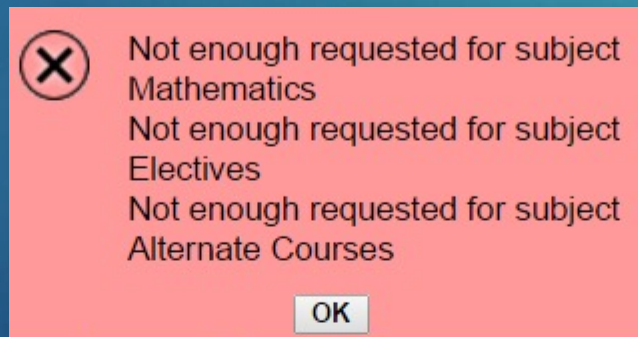 Not enough requested for subject
Mathematics
Not enough requested for subject
Electives
Not enough requested for subject
Alternate Courses
OK